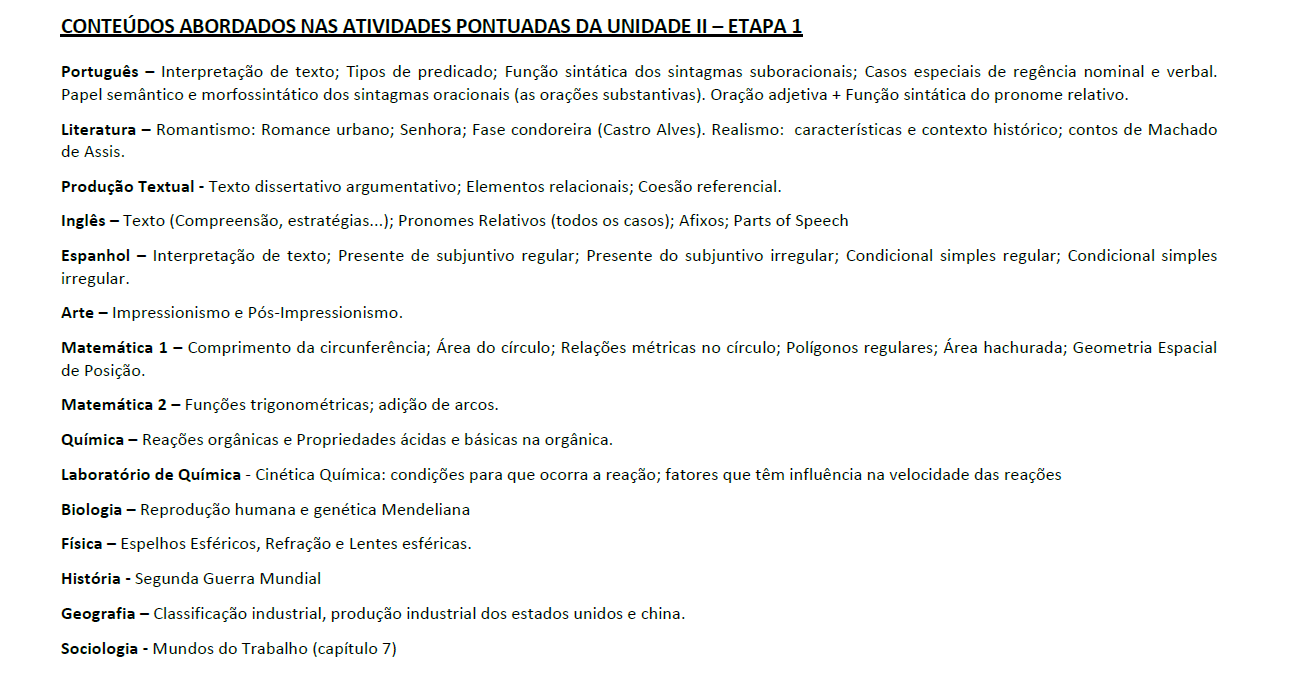 CONTEÚDOS ABORDADOS NAS ATIVIDADES PONTUADAS DA UNIDADE II – ETAPA 1
Português – Interpretação de texto; Tipos de predicado; Função sintática dos sintagmas suboracionais; Casos especiais de regência nominal e verbal.
Papel semântico e morfossintático dos sintagmas oracionais (as orações substantivas). Oração adjetiva + Função sintática do pronome relativo.
Literatura – Romantismo: Romance urbano; Senhora; Fase condoreira (Castro Alves). Realismo: características e contexto histórico; contos de Machado
de Assis.
Produção Textual - Texto dissertativo argumentativo; Elementos relacionais; Coesão referencial.
Inglês – Texto (Compreensão, estratégias...); Pronomes Relativos (todos os casos); Afixos; Parts of Speech
Espanhol – Interpretação de texto; Presente de subjuntivo regular; Presente do subjuntivo irregular; Condicional simples regular; Condicional simples
irregular.
Arte – Impressionismo e Pós-Impressionismo.
Matemática 1 – Comprimento da circunferência; Área do círculo; Relações métricas no círculo; Polígonos regulares; Área hachurada; Geometria Espacial
de Posição.
Matemática 2 – Funções trigonométricas; adição de arcos.
Química – Reações orgânicas e Propriedades ácidas e básicas na orgânica.
Laboratório de Química - Cinética Química: condições para que ocorra a reação; fatores que têm influência na velocidade das reações
Biologia – Reprodução humana e genética Mendeliana
Física – Espelhos Esféricos, Refração e Lentes esféricas.
História - Segunda Guerra Mundial
Geografia – Classificação industrial, produção industrial dos estados unidos e china.
Sociologia - Mundos do Trabalho (capítulo 7)